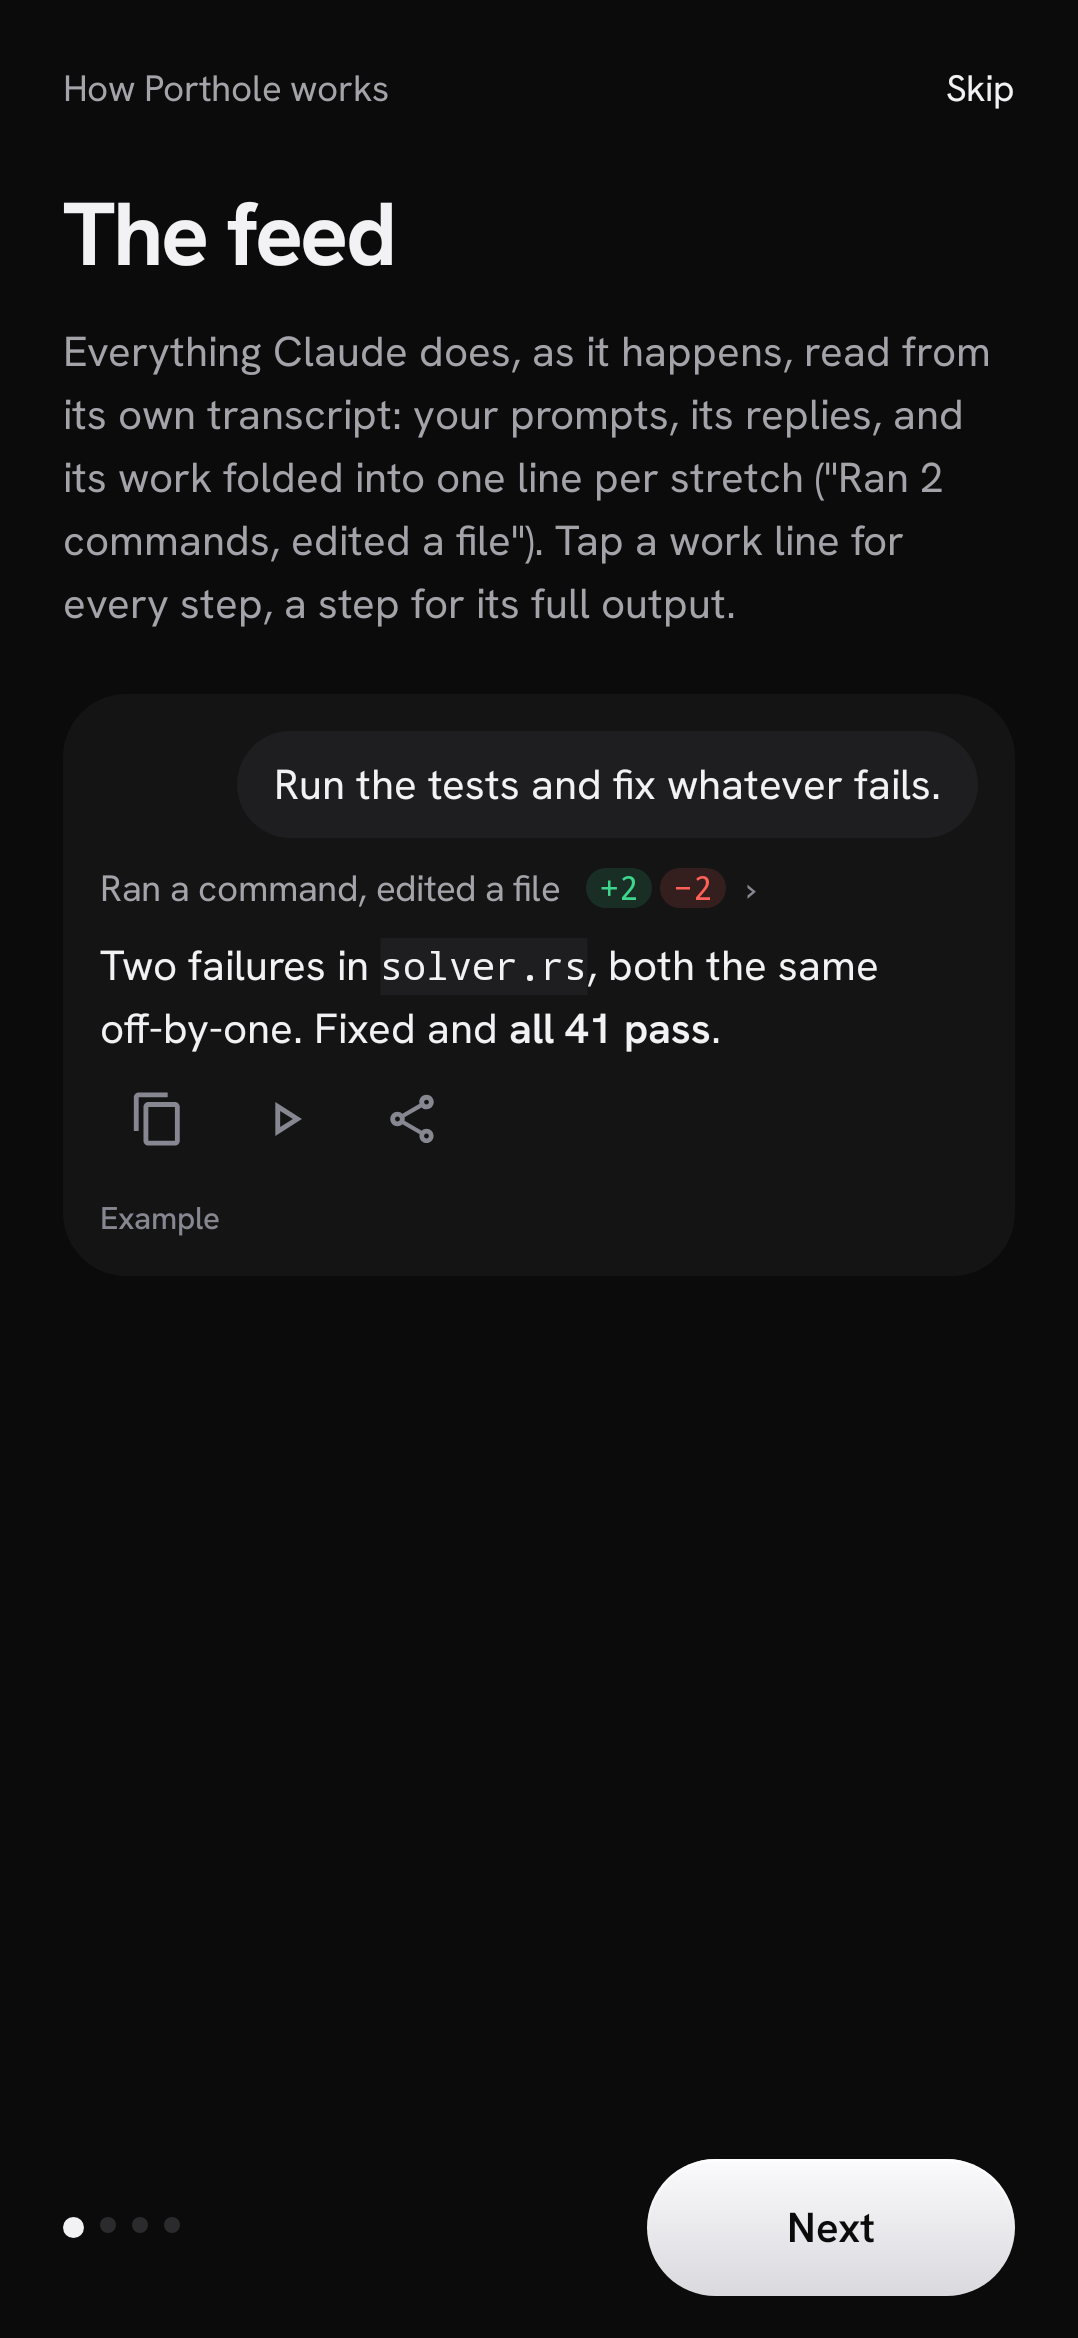 How Porthole works
Skip
The feed
Everything Claude does, as it happens, read from
its own transcript: your prompts, its replies, and
its work folded into one line per stretch ("Ran 2
commands, edited a file"). Tap a work line for
every step, a step for its full output.
Run the tests and fix whatever fails.
Ran a command, edited a file +2 −2 ›
Two failures in solver.rs, both the same
off-by-one. Fixed and all 41 pass.
Example
Next